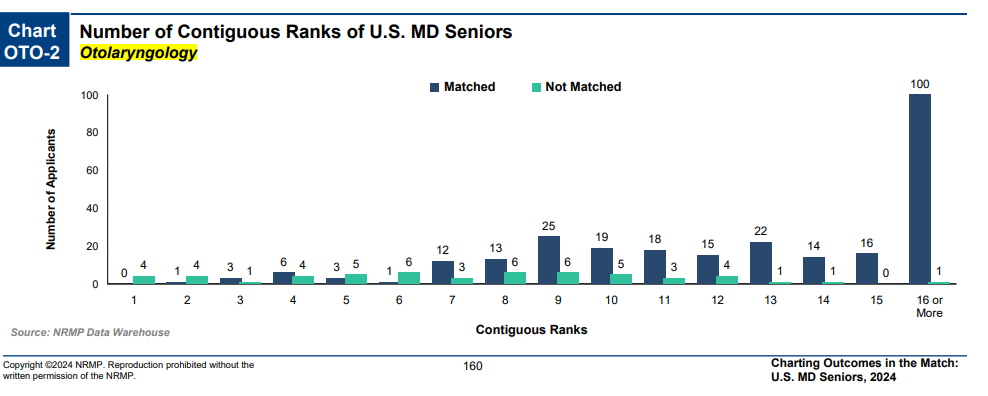 Chart
OTO-2
Number of Contiguous Ranks of U.S. MD Seniors
Otolaryngology
Matched Not Matched
Number of Applicants
100
80
60
40
20
0
0 4 1 4 3 1 6 4 3 5 1 6 12 3 13 6 25 6 19 5 18 3 15 4 22 1 14 1 16 0 100 1
1 2 3 4 5 6 7 8 9 10 11 12 13 14 15 16 or
More
Contiguous Ranks
Source: NRMP Data Warehouse
Copyright ©2024 NRMP. Reproduction prohibited without the
written permission of the NRMP.
160
Charting Outcomes in the Match:
U.S. MD Seniors, 2024